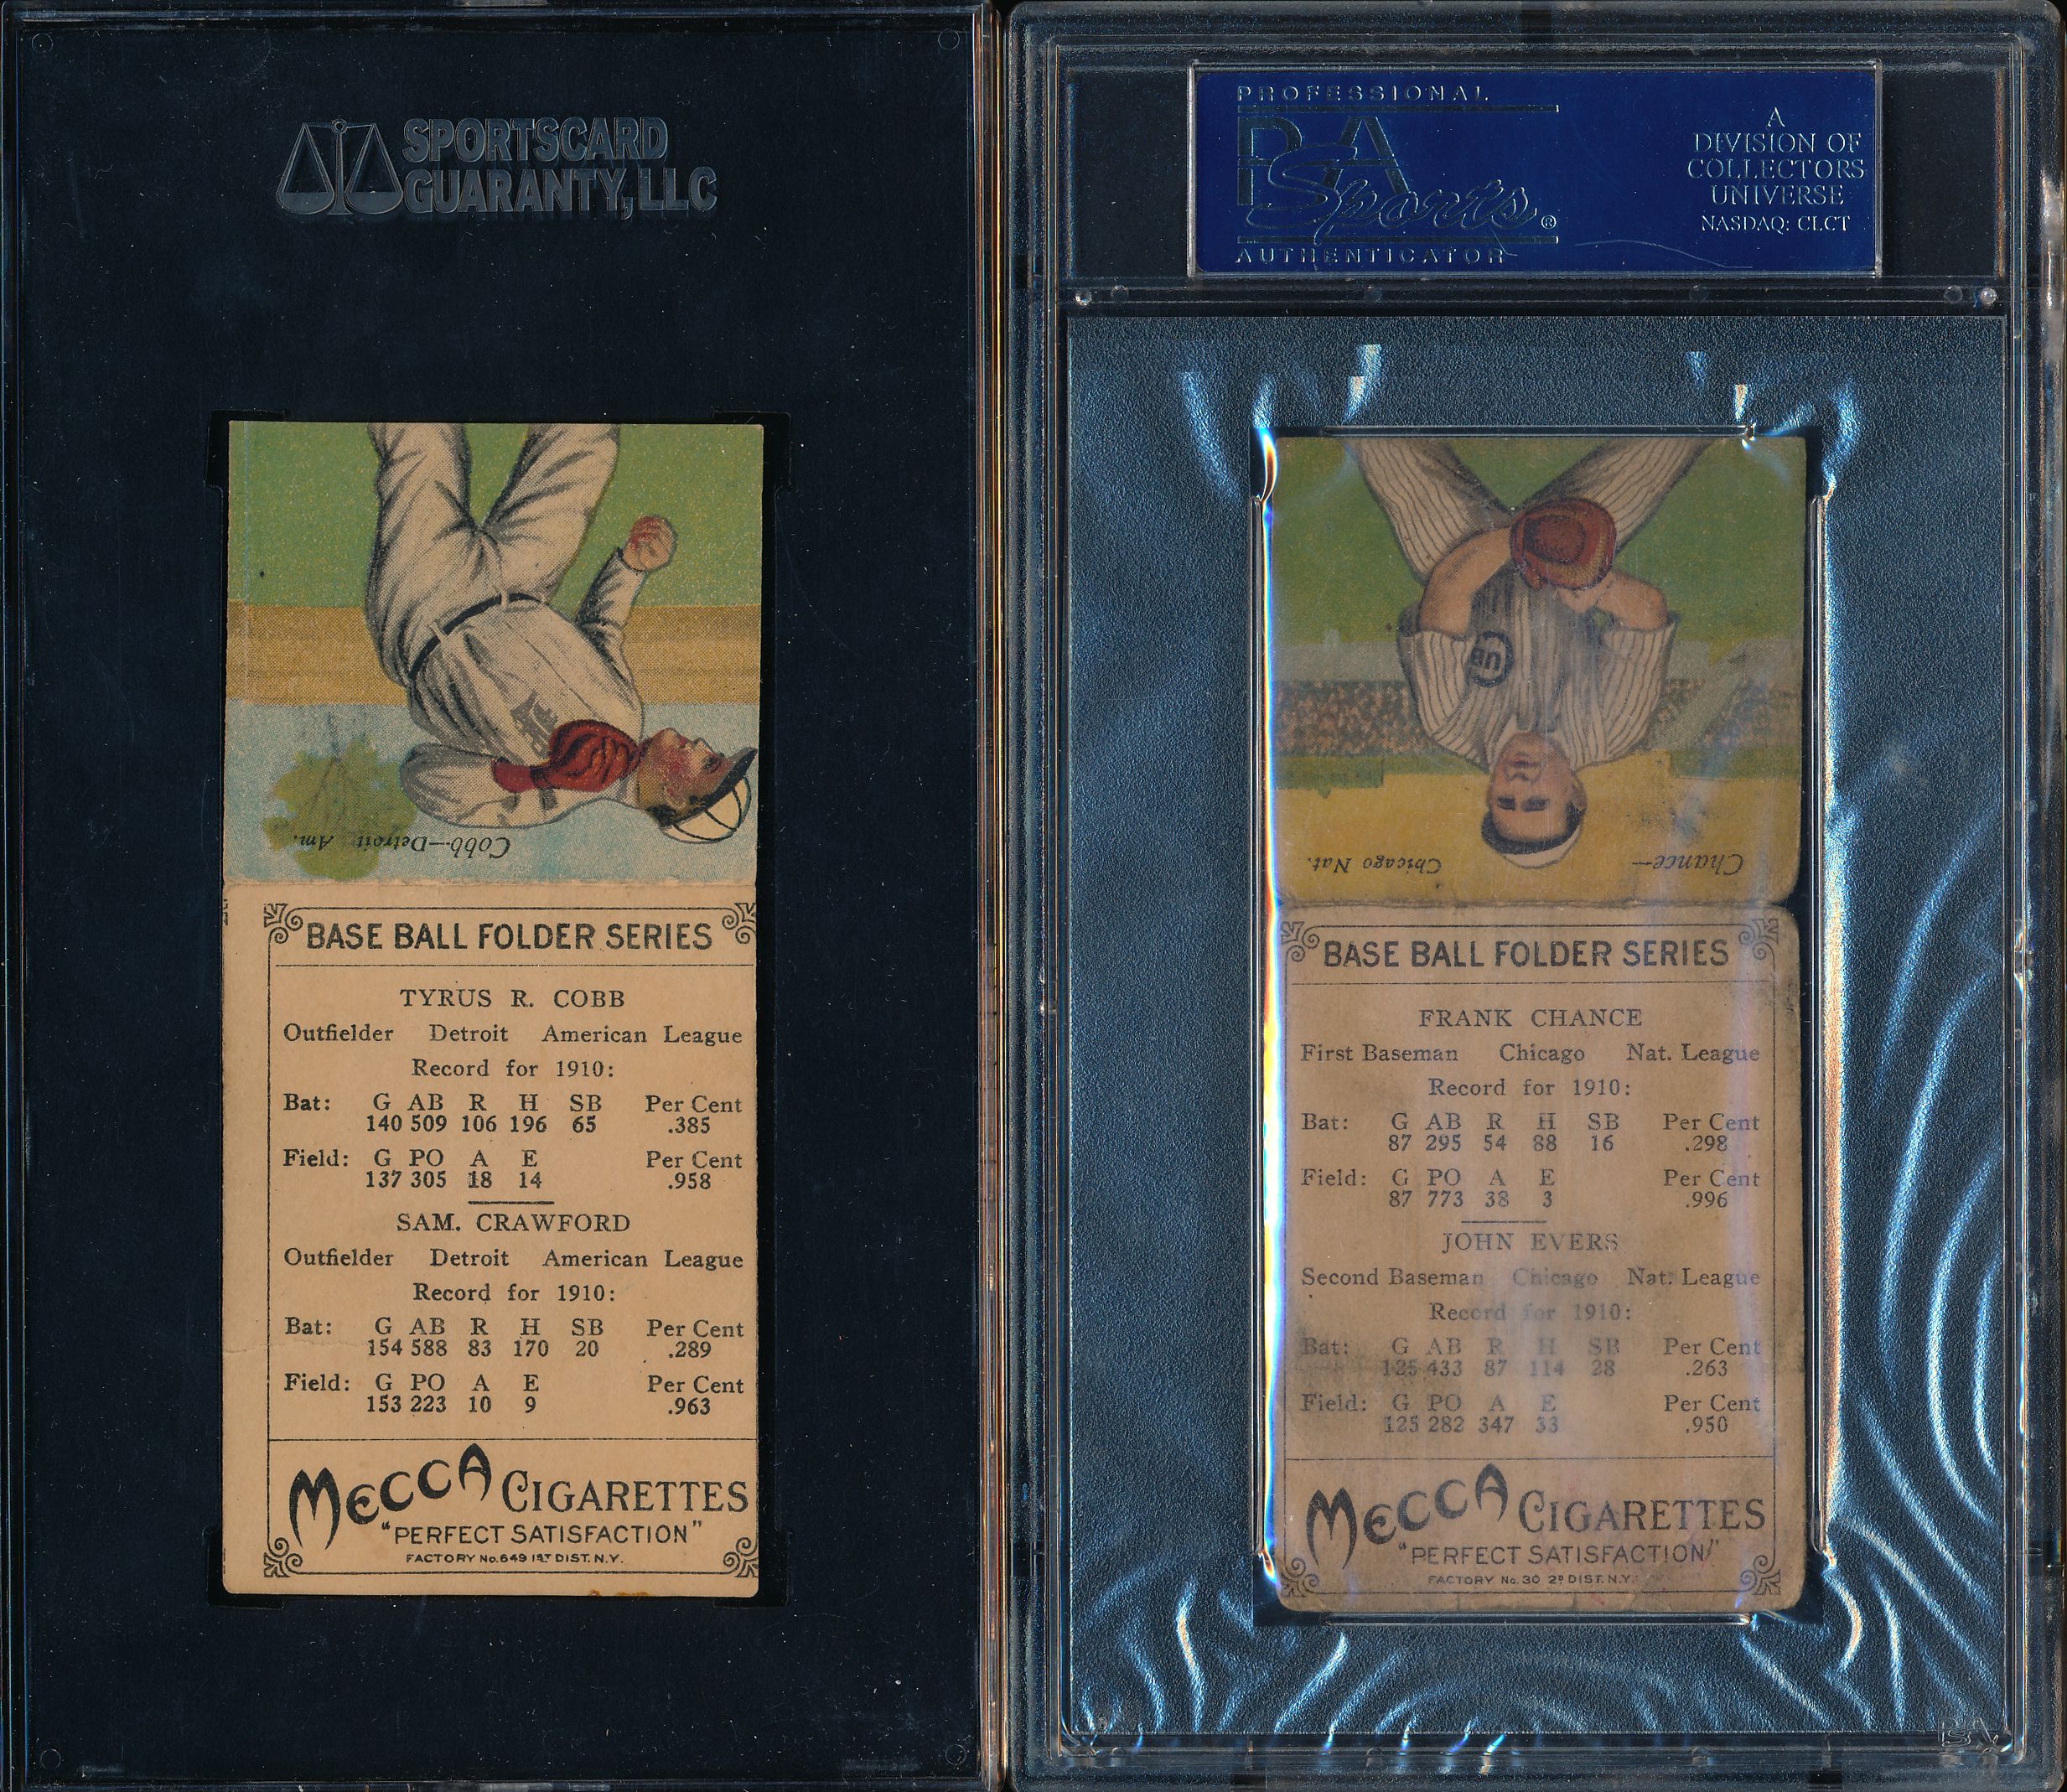 SPORTSCARD
GUARANTY, LLC
Cobb—Detroit Am.
BASE BALL FOLDER SERIES
TYRUS R. COBB
Outfielder Detroit American League
Record for 1910:
Bat: G AB R H SB Per Cent
140 509 106 196 65 .385
Field: G PO A E Per Cent
137 305 18 14 .958
SAM. CRAWFORD
Outfielder Detroit American League
Record for 1910:
Bat: G AB R H SB Per Cent
154 588 83 170 20 .289
Field: G PO A E Per Cent
153 223 10 9 .963
MECCA CIGARETTES
"PERFECT SATISFACTION"
FACTORY No. 649 1ST DIST. N.Y.
PROFESSIONAL
PSA
Sports®
AUTHENTICATOR
A
DIVISION OF
COLLECTORS
UNIVERSE
NASDAQ: CLCT
Chance— Chicago Nat.
BASE BALL FOLDER SERIES
FRANK CHANCE
First Baseman Chicago Nat. League
Record for 1910:
Bat: G AB R H SB Per Cent
87 295 54 88 16 .298
Field: G PO A E Per Cent
87 773 38 3 .996
JOHN EVERS
Second Baseman Chicago Nat. League
Record for 1910:
Bat: G AB R H SB Per Cent
125 433 87 114 28 .263
Field: G PO A E Per Cent
125 282 347 33 .950
MECCA CIGARETTES
"PERFECT SATISFACTION"
FACTORY No. 30 2D DIST. N.Y.